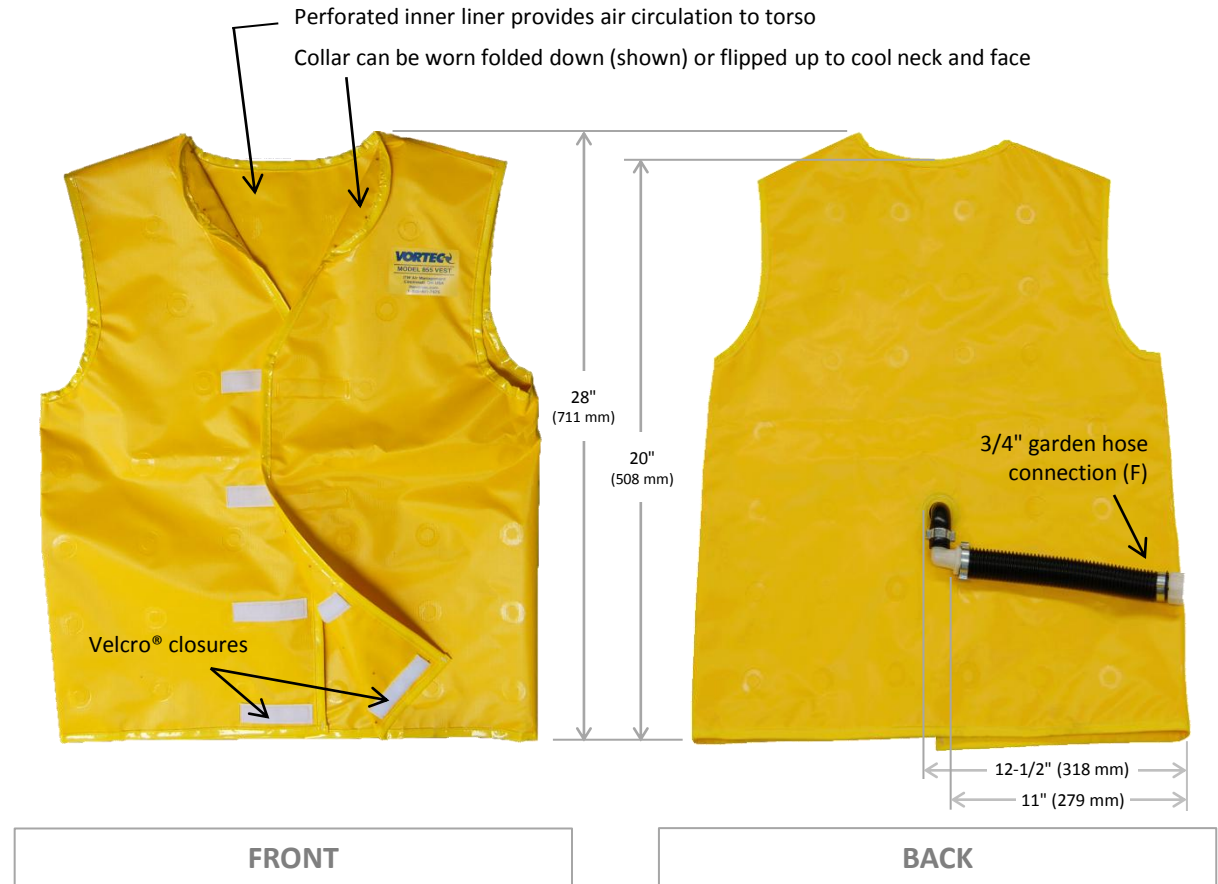 Perforated inner liner provides air circulation to torso
Collar can be worn folded down (shown) or flipped up to cool neck and face
VORTEC
MODEL 855 VEST
28"
(711 mm)
20"
(508 mm)
3/4" garden hose
connection (F)
Velcro® closures
12-1/2" (318 mm)
11" (279 mm)
FRONT
BACK